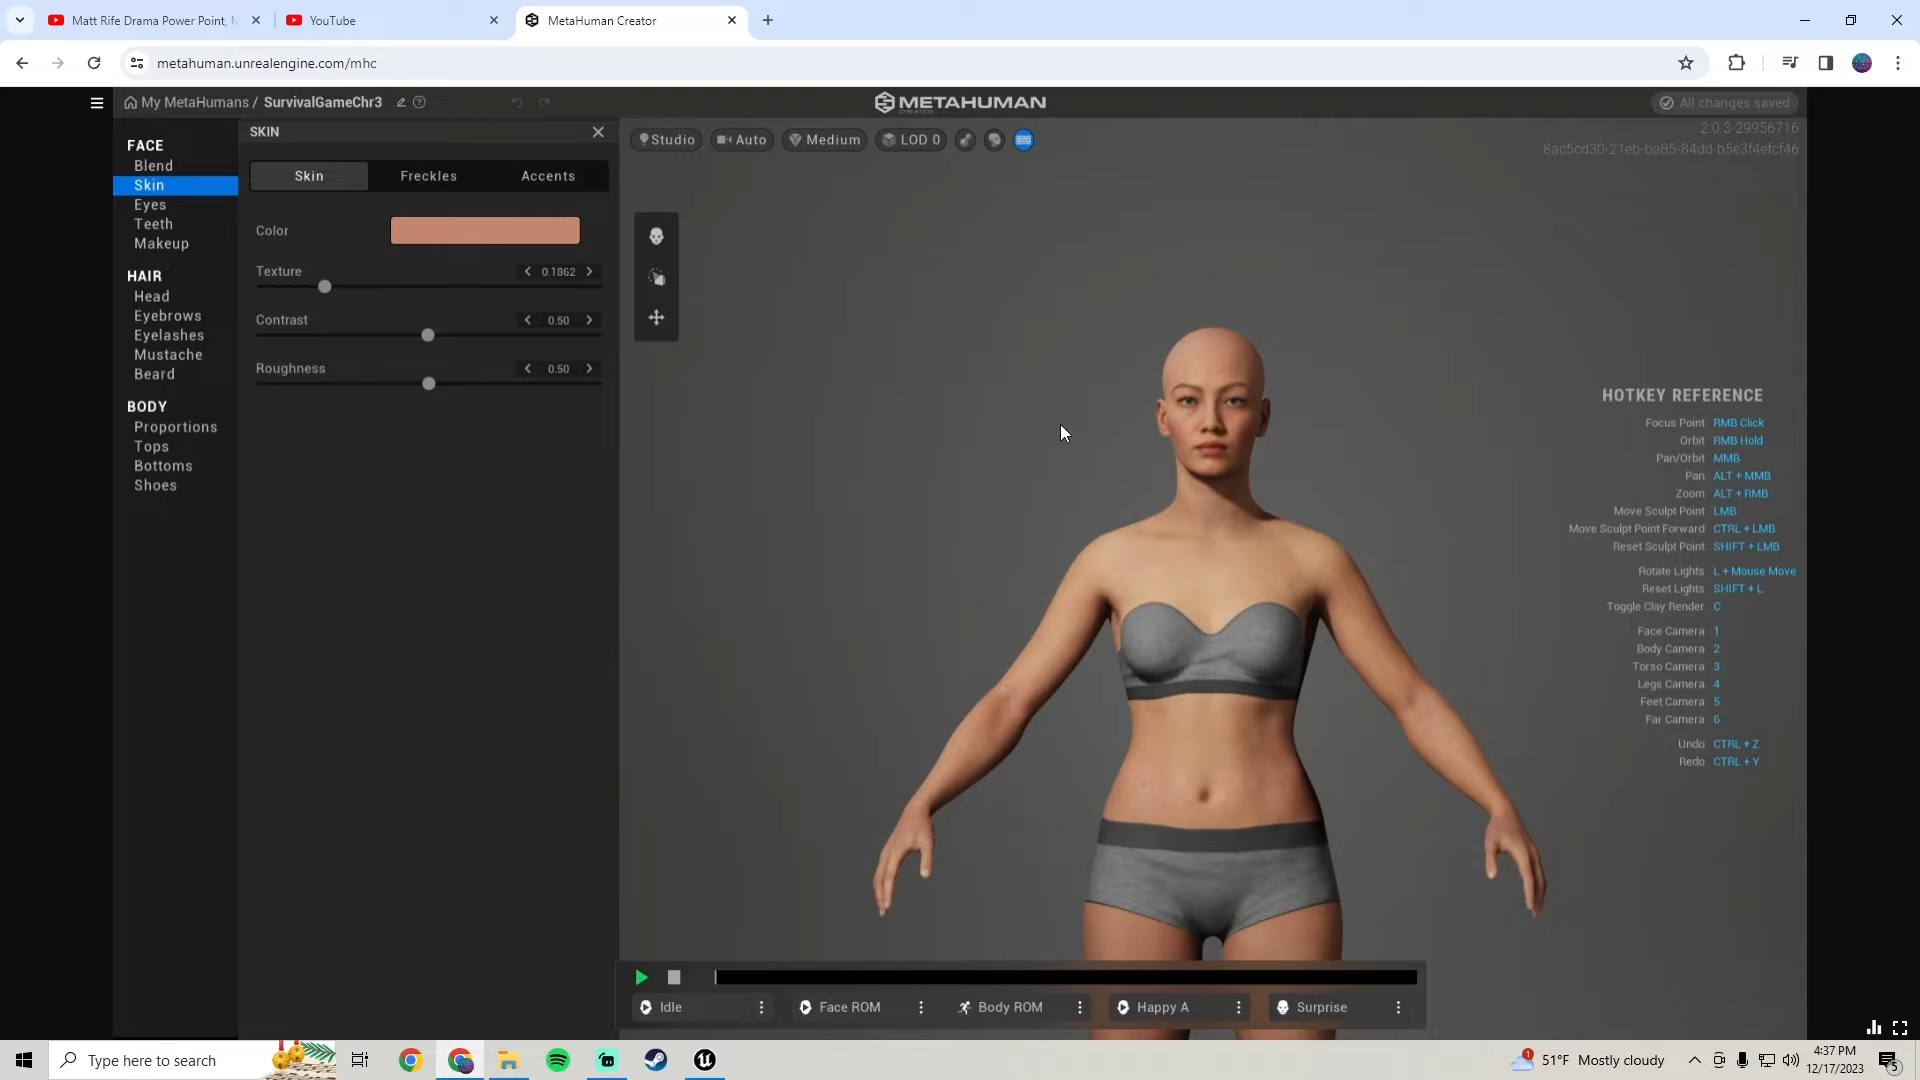 Matt Rife Drama Power Point,
YouTube
MetaHuman Creator
metahuman.unrealengine.com/mhc
My MetaHumans / SurvivalGameChr3
METAHUMAN
CREATOR
All changes saved
2.0.3-29956716
8ac5cd30-21eb-ba85-84dd-b5e3f4efcf46
FACE
Blend
Skin
Eyes
Teeth
Makeup
HAIR
Head
Eyebrows
Eyelashes
Mustache
Beard
BODY
Proportions
Tops
Bottoms
Shoes
SKIN
Skin
Freckles
Accents
Color
Texture
0.1862
Contrast
0.50
Roughness
0.50
Studio
Auto
Medium
LOD 0
HOTKEY REFERENCE
Focus Point RMB Click
Orbit RMB Hold
Pan/Orbit MMB
Pan ALT + MMB
Zoom ALT + RMB
Move Sculpt Point LMB
Move Sculpt Point Forward CTRL + LMB
Reset Sculpt Point SHIFT + LMB
Rotate Lights L + Mouse Move
Reset Lights SHIFT + L
Toggle Clay Render C
Face Camera 1
Body Camera 2
Torso Camera 3
Legs Camera 4
Feet Camera 5
Far Camera 6
Undo CTRL + Z
Redo CTRL + Y
Idle
Face ROM
Body ROM
Happy A
Surprise
Type here to search
1
51°F Mostly cloudy
4:37 PM
12/17/2023
5